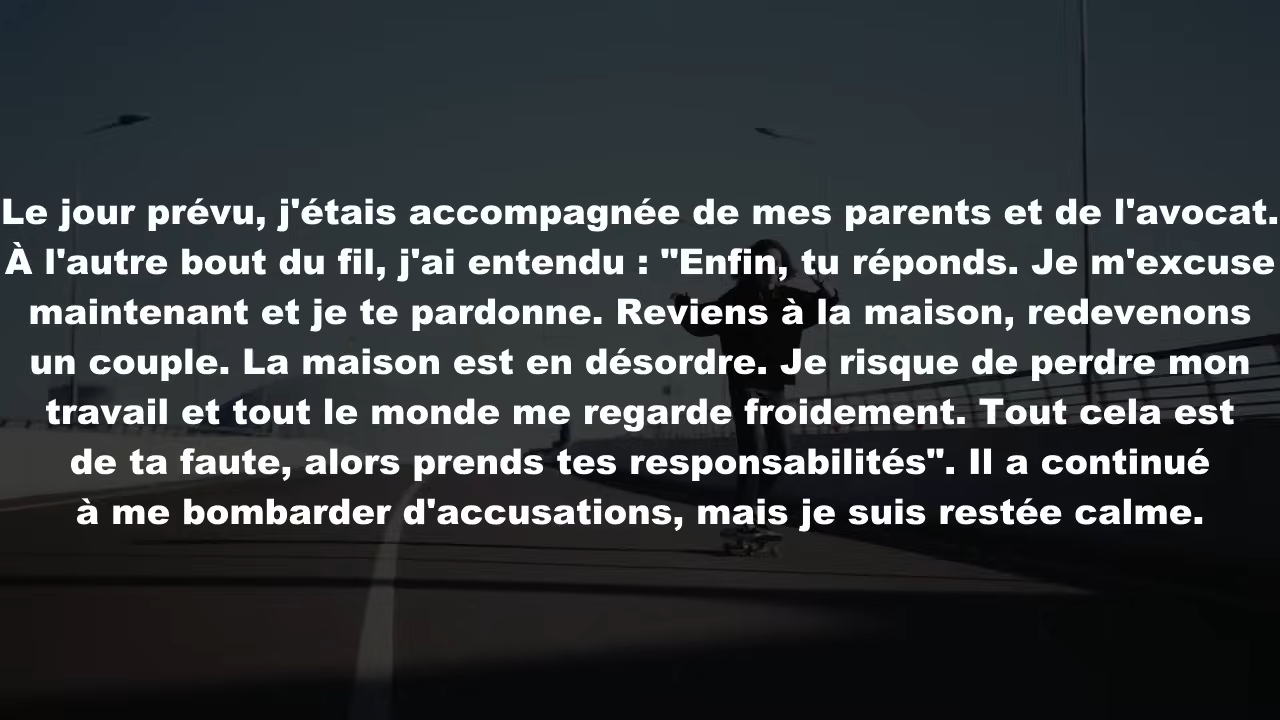 Le jour prévu, j'étais accompagnée de mes parents et de l'avocat.
À l'autre bout du fil, j'ai entendu : "Enfin, tu réponds. Je m'excuse
maintenant et je te pardonne. Reviens à la maison, redevenons
un couple. La maison est en désordre. Je risque de perdre mon
travail et tout le monde me regarde froidement. Tout cela est
de ta faute, alors prends tes responsabilités". Il a continué
à me bombarder d'accusations, mais je suis restée calme.